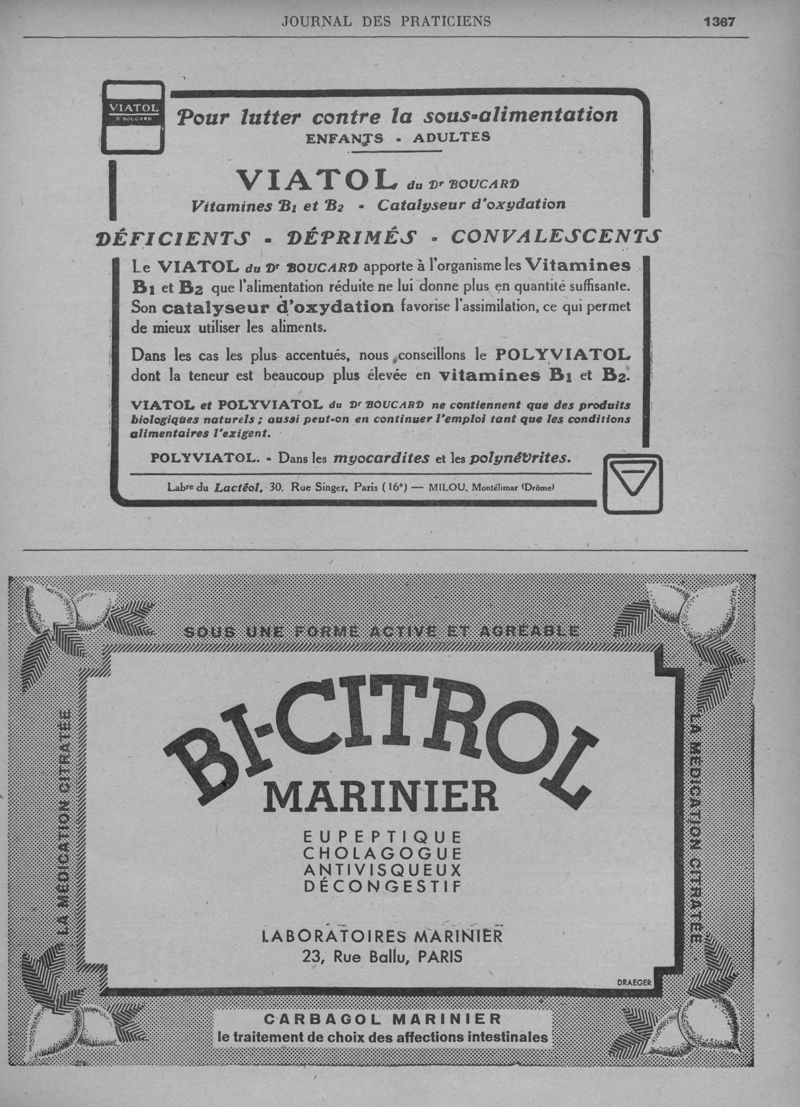 JOURNAL DES PRATICIENS 1367
VIATOL
Dr BOUCARD
Pour lutter contre la sous-alimentation
ENFANTS - ADULTES
VIATOL du Dr BOUCARD
Vitamines B1 et B2 - Catalyseur d'oxydation
DÉFICIENTS - DÉPRIMÉS - CONVALESCENTS
Le VIATOL du Dr BOUCARD apporte à l'organisme les Vitamines
B1 et B2 que l'alimentation réduite ne lui donne plus en quantité suffisante.
Son catalyseur d'oxydation favorise l'assimilation, ce qui permet
de mieux utiliser les aliments.
Dans les cas les plus accentués, nous conseillons le POLYVIATOL
dont la teneur est beaucoup plus élevée en vitamines B1 et B2.
VIATOL et POLYVIATOL du Dr BOUCARD ne contiennent que des produits
biologiques naturels ; aussi peut-on en continuer l'emploi tant que les conditions
alimentaires l'exigent.
POLYVIATOL. - Dans les myocardites et les polynévrites.
Labre du Lactéol, 30, Rue Singer, Paris (16e) — MILOU, Montélimar (Drôme)
SOUS UNE FORME ACTIVE ET AGRÉABLE
LA MÉDICATION CITRATÉE
BI-CITROL
MARINIER
EUPEPTIQUE
CHOLAGOGUE
ANTIVISQUEUX
DÉCONGESTIF
LABORATOIRES MARINIER
23, Rue Ballu, PARIS
DRAEGER
LA MÉDICATION CITRATÉE
CARBAGOL MARINIER
le traitement de choix des affections intestinales